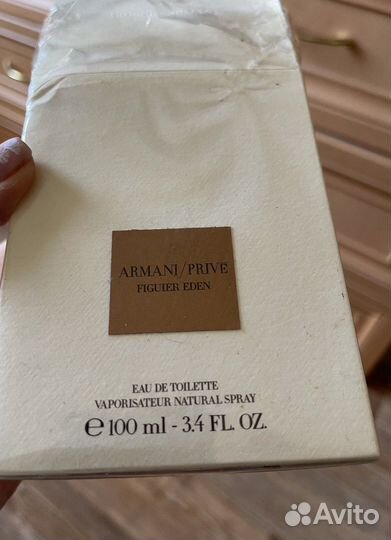 ARMANI/PRIVE
FIGUIER EDEN
EAU DE TOILETTE
VAPORISATEUR NATURAL SPRAY
℮ 100 ml - 3.4 FL. OZ.
Avito